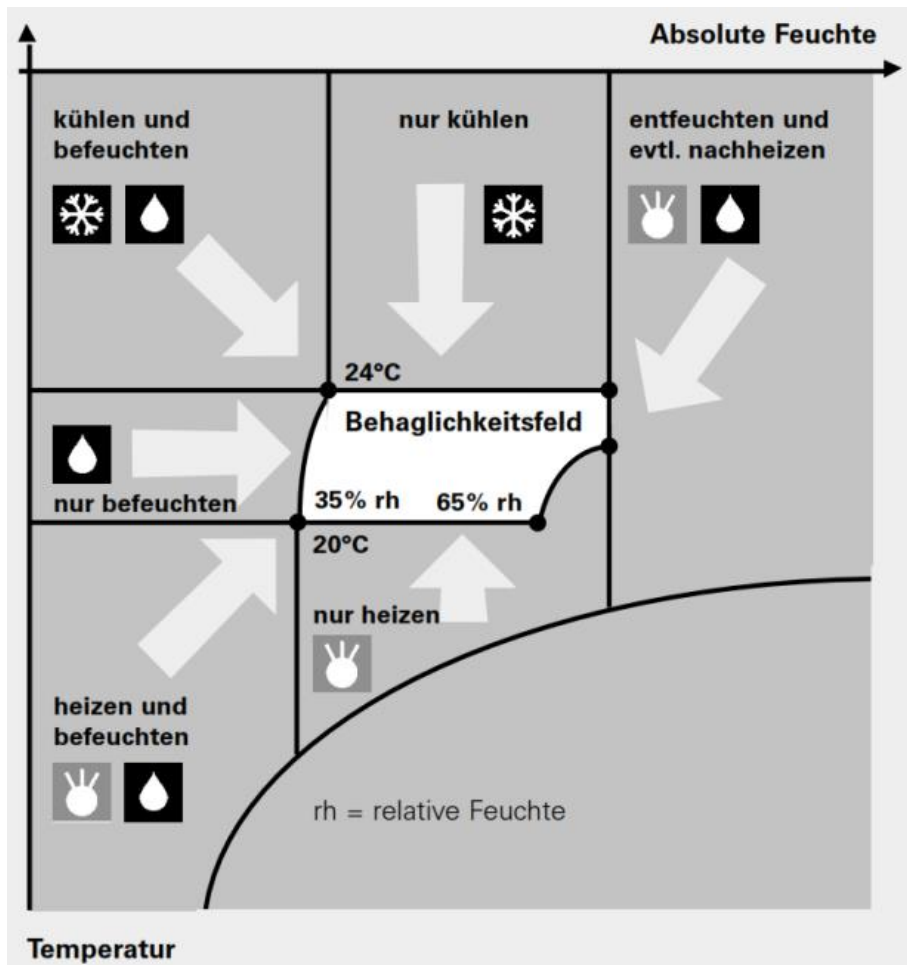 Absolute Feuchte
kühlen und
befeuchten
nur kühlen
entfeuchten und
evtl. nachheizen
24°C
Behaglichkeitsfeld
nur befeuchten
35% rh
65% rh
20°C
nur heizen
heizen und
befeuchten
rh = relative Feuchte
Temperatur